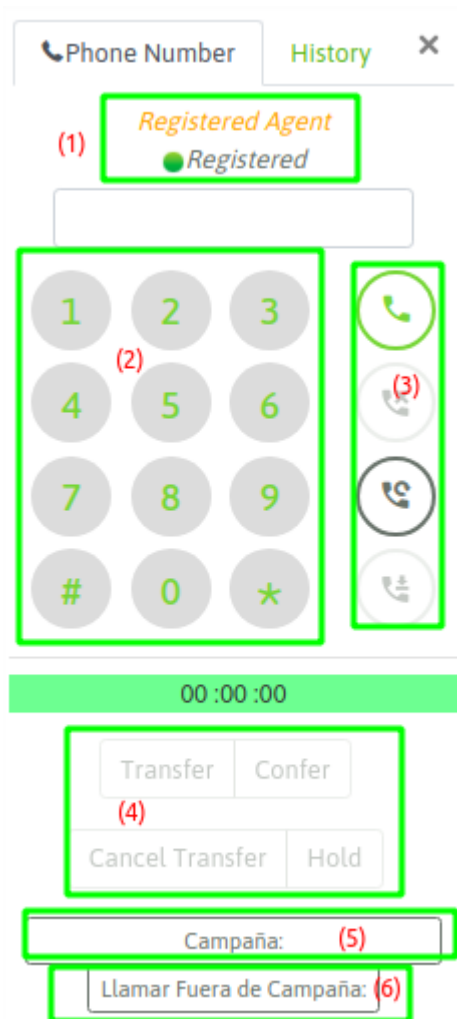 Phone Number History ×
Registered Agent
(1)
Registered
1 2 3
(2)
(3)
4 5 6
7 8 9
# 0 *
00 :00 :00
Transfer Confer
(4)
Cancel Transfer Hold
Campaña: (5)
Llamar Fuera de Campaña: (6)